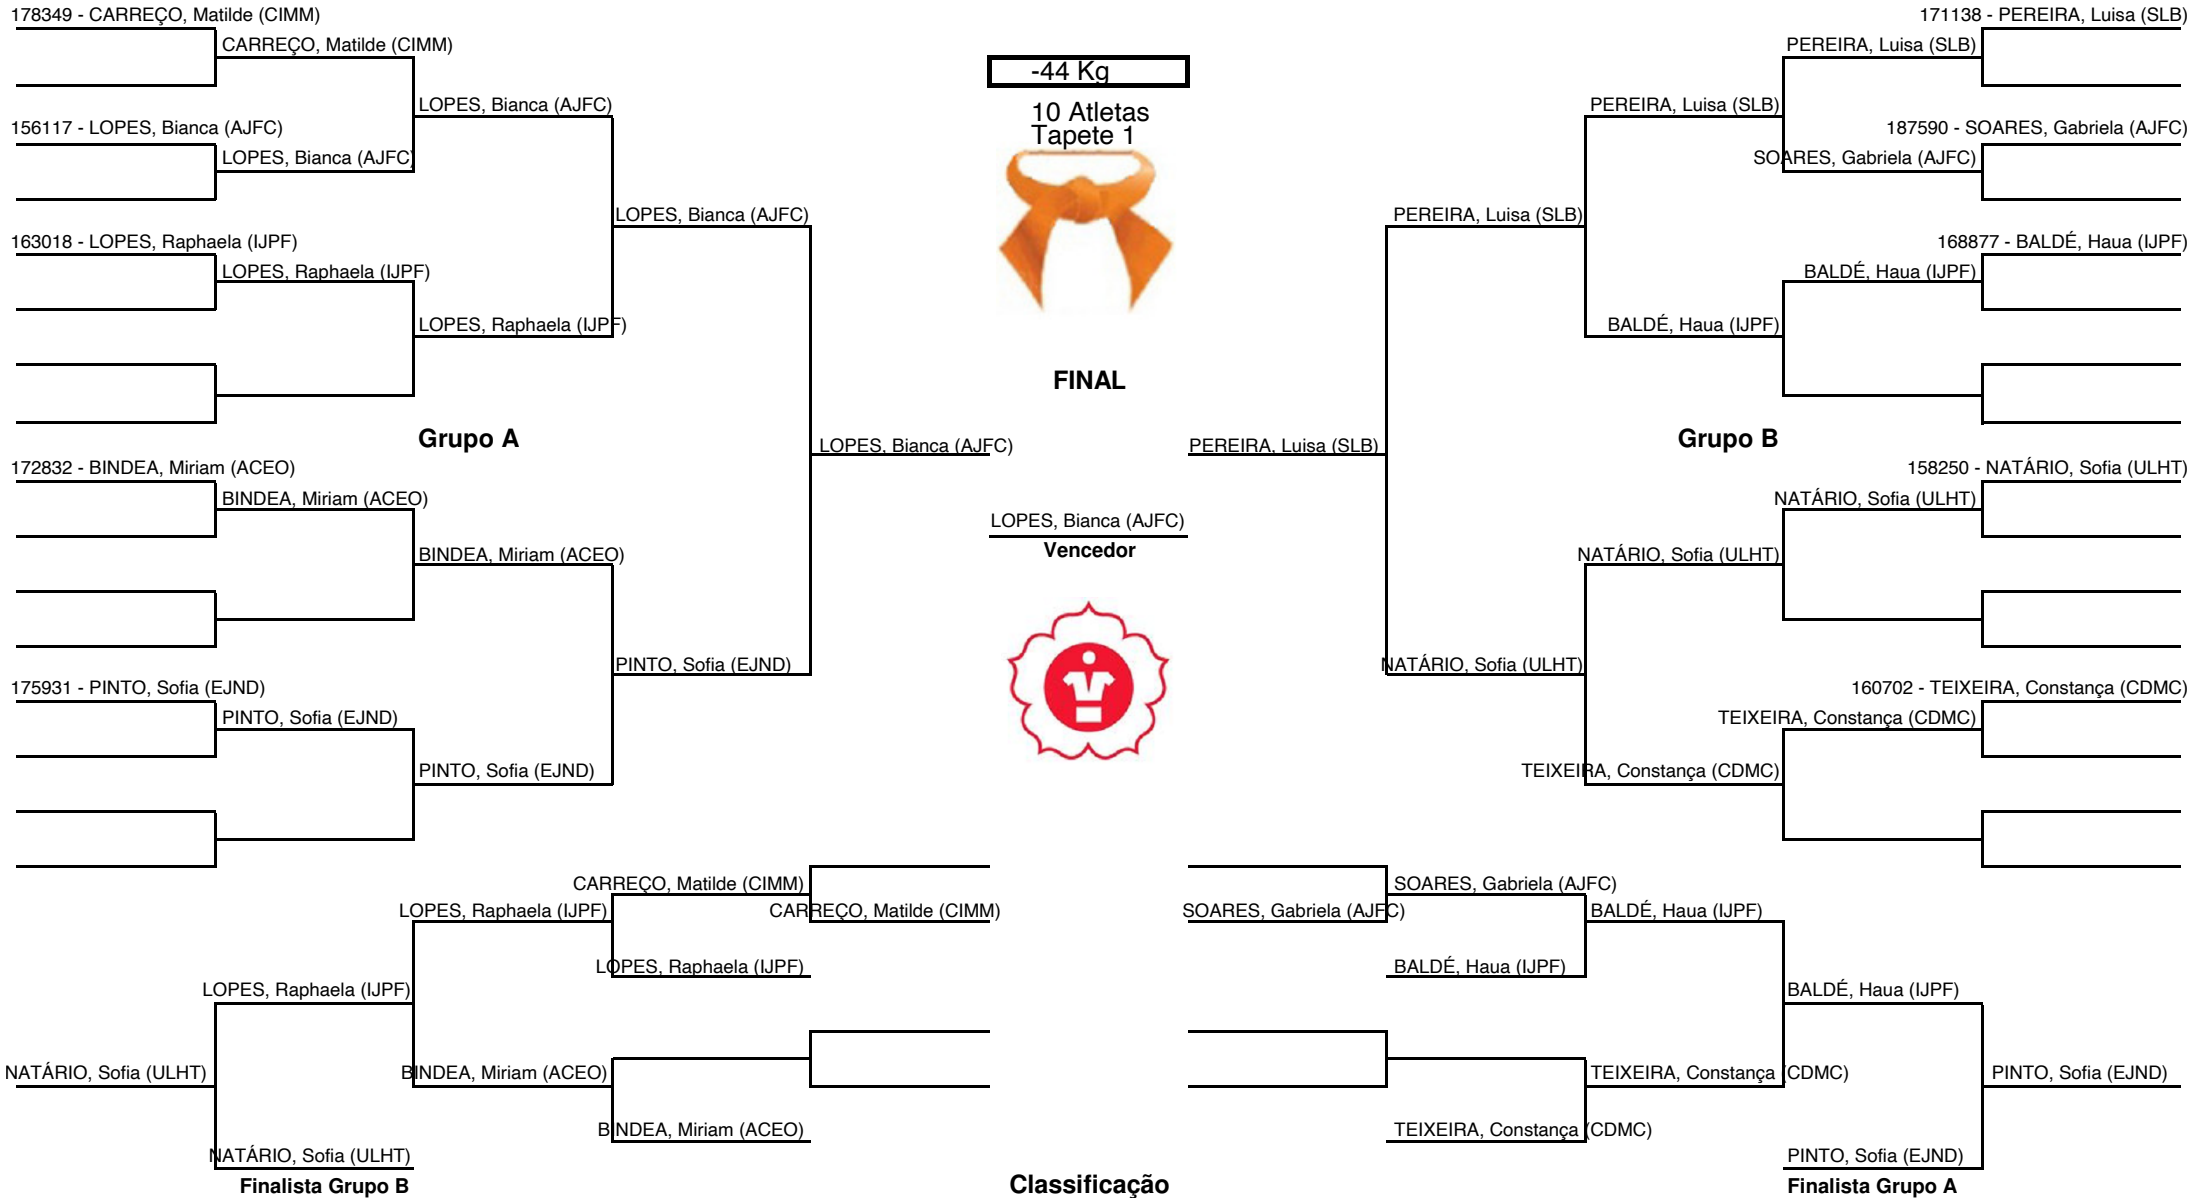 178349 - CARREÇO, Matilde (CIMM)
CARREÇO, Matilde (CIMM)
LOPES, Bianca (AJFC)
156117 - LOPES, Bianca (AJFC)
LOPES, Bianca (AJFC)
LOPES, Bianca (AJFC)
163018 - LOPES, Raphaela (IJPF)
LOPES, Raphaela (IJPF)
LOPES, Raphaela (IJPF)
Grupo A
LOPES, Bianca (AJFC)
172832 - BINDEA, Miriam (ACEO)
BINDEA, Miriam (ACEO)
BINDEA, Miriam (ACEO)
PINTO, Sofia (EJND)
175931 - PINTO, Sofia (EJND)
PINTO, Sofia (EJND)
PINTO, Sofia (EJND)
-44 Kg
10 Atletas
Tapete 1
FINAL
LOPES, Bianca (AJFC)
Vencedor
171138 - PEREIRA, Luisa (SLB)
PEREIRA, Luisa (SLB)
PEREIRA, Luisa (SLB)
187590 - SOARES, Gabriela (AJFC)
SOARES, Gabriela (AJFC)
PEREIRA, Luisa (SLB)
168877 - BALDÉ, Haua (IJPF)
BALDÉ, Haua (IJPF)
BALDÉ, Haua (IJPF)
Grupo B
PEREIRA, Luisa (SLB)
158250 - NATÁRIO, Sofia (ULHT)
NATÁRIO, Sofia (ULHT)
NATÁRIO, Sofia (ULHT)
NATÁRIO, Sofia (ULHT)
160702 - TEIXEIRA, Constança (CDMC)
TEIXEIRA, Constança (CDMC)
TEIXEIRA, Constança (CDMC)
CARREÇO, Matilde (CIMM)
LOPES, Raphaela (IJPF)
CARREÇO, Matilde (CIMM)
LOPES, Raphaela (IJPF)
LOPES, Raphaela (IJPF)
NATÁRIO, Sofia (ULHT)
BINDEA, Miriam (ACEO)
BINDEA, Miriam (ACEO)
NATÁRIO, Sofia (ULHT)
Finalista Grupo B
SOARES, Gabriela (AJFC)
SOARES, Gabriela (AJFC)
BALDÉ, Haua (IJPF)
BALDÉ, Haua (IJPF)
BALDÉ, Haua (IJPF)
TEIXEIRA, Constança (CDMC)
PINTO, Sofia (EJND)
TEIXEIRA, Constança (CDMC)
PINTO, Sofia (EJND)
Finalista Grupo A
Classificação